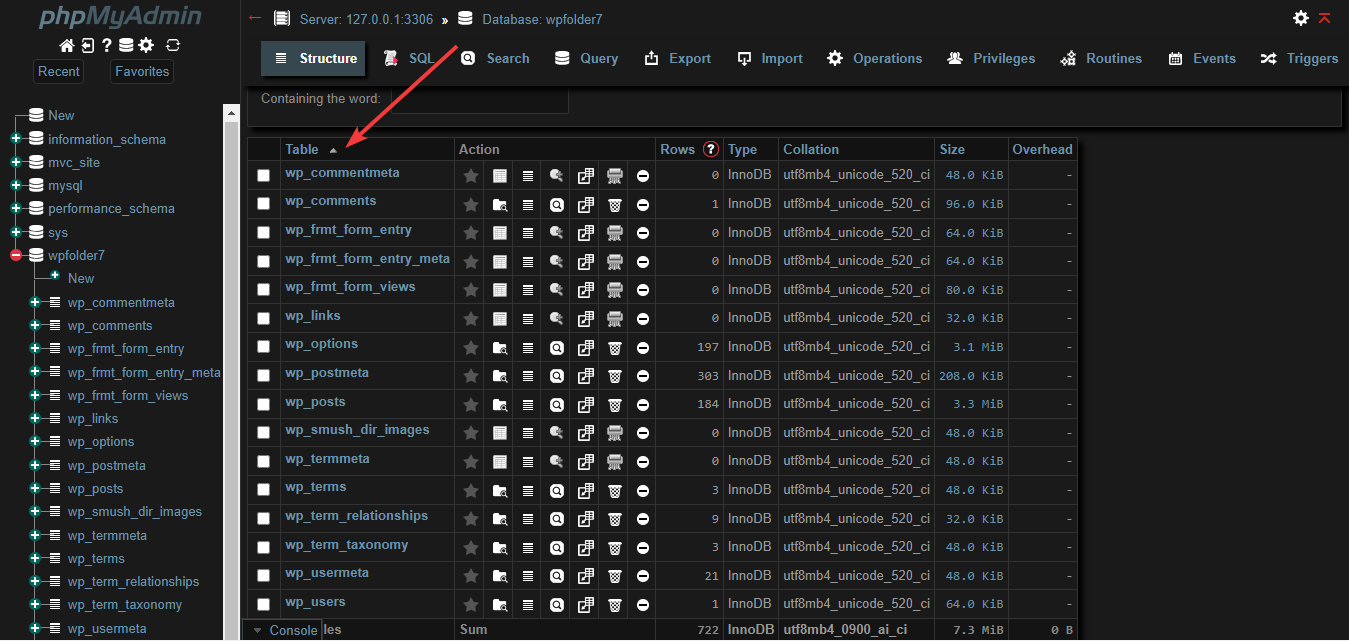 phpMyAdmin
Recent Favorites
New
information_schema
mvc_site
mysql
performance_schema
sys
wpfolder7
New
wp_commentmeta
wp_comments
wp_frmt_form_entry
wp_frmt_form_entry_meta
wp_frmt_form_views
wp_links
wp_options
wp_postmeta
wp_posts
wp_smush_dir_images
wp_termmeta
wp_terms
wp_term_relationships
wp_term_taxonomy
wp_usermeta
Server: 127.0.0.1:3306 » Database: wpfolder7
Structure SQL Search Query Export Import Operations Privileges Routines Events Triggers
Containing the word:
Table Action Rows ? Type Collation Size Overhead
wp_commentmeta 0 InnoDB utf8mb4_unicode_520_ci 48.0 KiB -
wp_comments 1 InnoDB utf8mb4_unicode_520_ci 96.0 KiB -
wp_frmt_form_entry 0 InnoDB utf8mb4_unicode_520_ci 64.0 KiB -
wp_frmt_form_entry_meta 0 InnoDB utf8mb4_unicode_520_ci 64.0 KiB -
wp_frmt_form_views 0 InnoDB utf8mb4_unicode_520_ci 80.0 KiB -
wp_links 0 InnoDB utf8mb4_unicode_520_ci 32.0 KiB -
wp_options 197 InnoDB utf8mb4_unicode_520_ci 3.1 MiB -
wp_postmeta 303 InnoDB utf8mb4_unicode_520_ci 208.0 KiB -
wp_posts 184 InnoDB utf8mb4_unicode_520_ci 3.3 MiB -
wp_smush_dir_images 0 InnoDB utf8mb4_unicode_520_ci 48.0 KiB -
wp_termmeta 0 InnoDB utf8mb4_unicode_520_ci 48.0 KiB -
wp_terms 3 InnoDB utf8mb4_unicode_520_ci 48.0 KiB -
wp_term_relationships 9 InnoDB utf8mb4_unicode_520_ci 32.0 KiB -
wp_term_taxonomy 3 InnoDB utf8mb4_unicode_520_ci 48.0 KiB -
wp_usermeta 21 InnoDB utf8mb4_unicode_520_ci 48.0 KiB -
wp_users 1 InnoDB utf8mb4_unicode_520_ci 64.0 KiB -
Console les Sum 722 InnoDB utf8mb4_0900_ai_ci 7.3 MiB 0 B